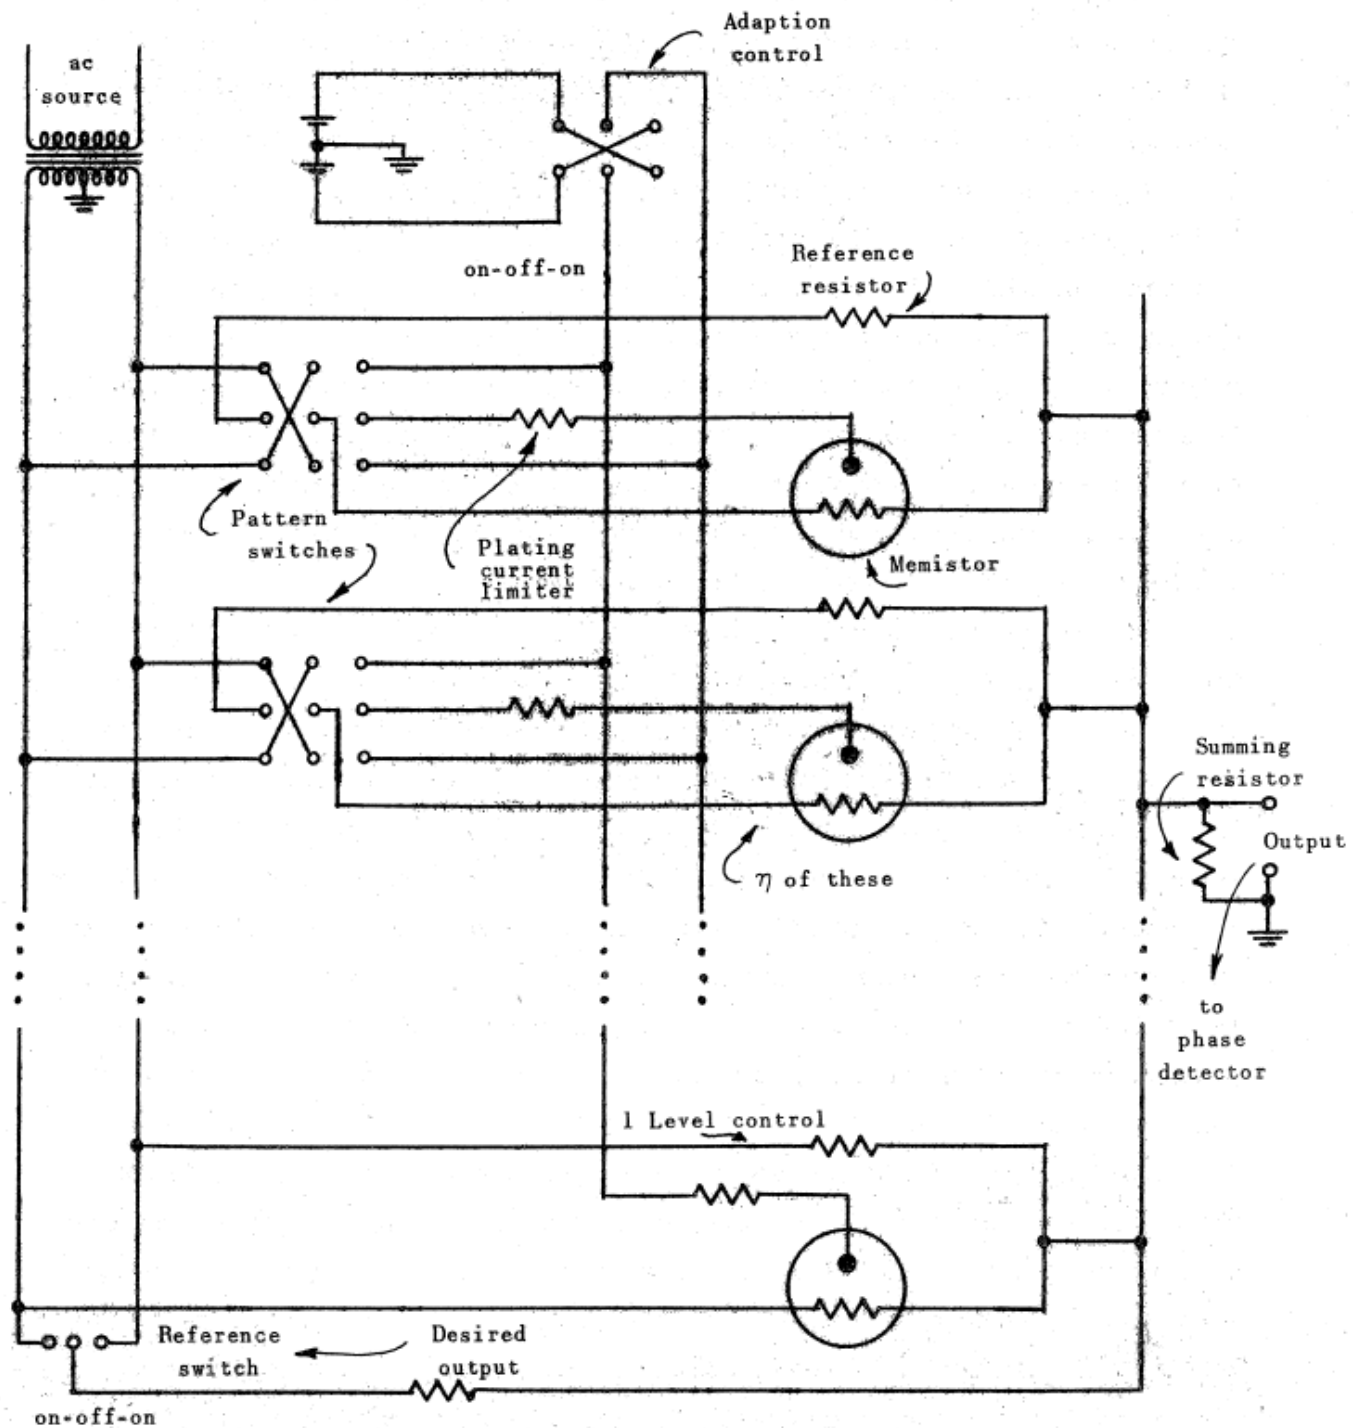 Adaption
control
ac
source
on-off-on
Reference
resistor
Pattern
switches
Plating
current
limiter
Memistor
Summing
resistor
Output
η of these
to
phase
detector
1 Level control
Reference
switch
Desired
output
on-off-on